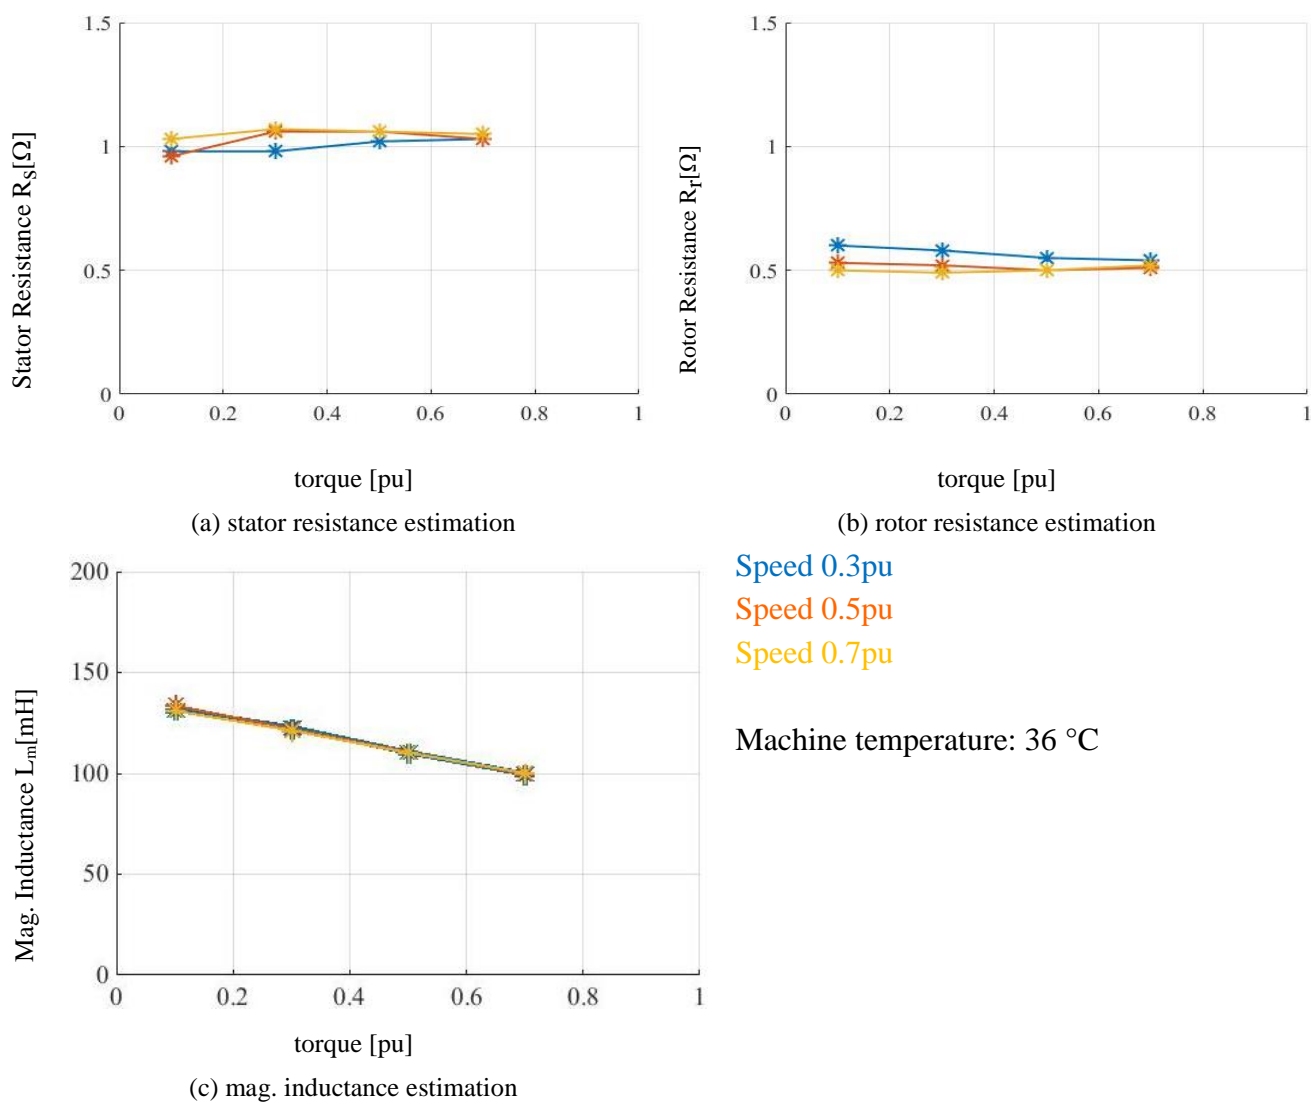 1.5
1
0.5
0
0 0.2 0.4 0.6 0.8 1
Stator Resistance Rs[Ω]
torque [pu]
(a) stator resistance estimation
1.5
1
0.5
0
0 0.2 0.4 0.6 0.8 1
Rotor Resistance Rr[Ω]
torque [pu]
(b) rotor resistance estimation
200
150
100
50
0
0 0.2 0.4 0.6 0.8 1
Mag. Inductance Lm[mH]
torque [pu]
(c) mag. inductance estimation
Speed 0.3pu
Speed 0.5pu
Speed 0.7pu
Machine temperature: 36 °C